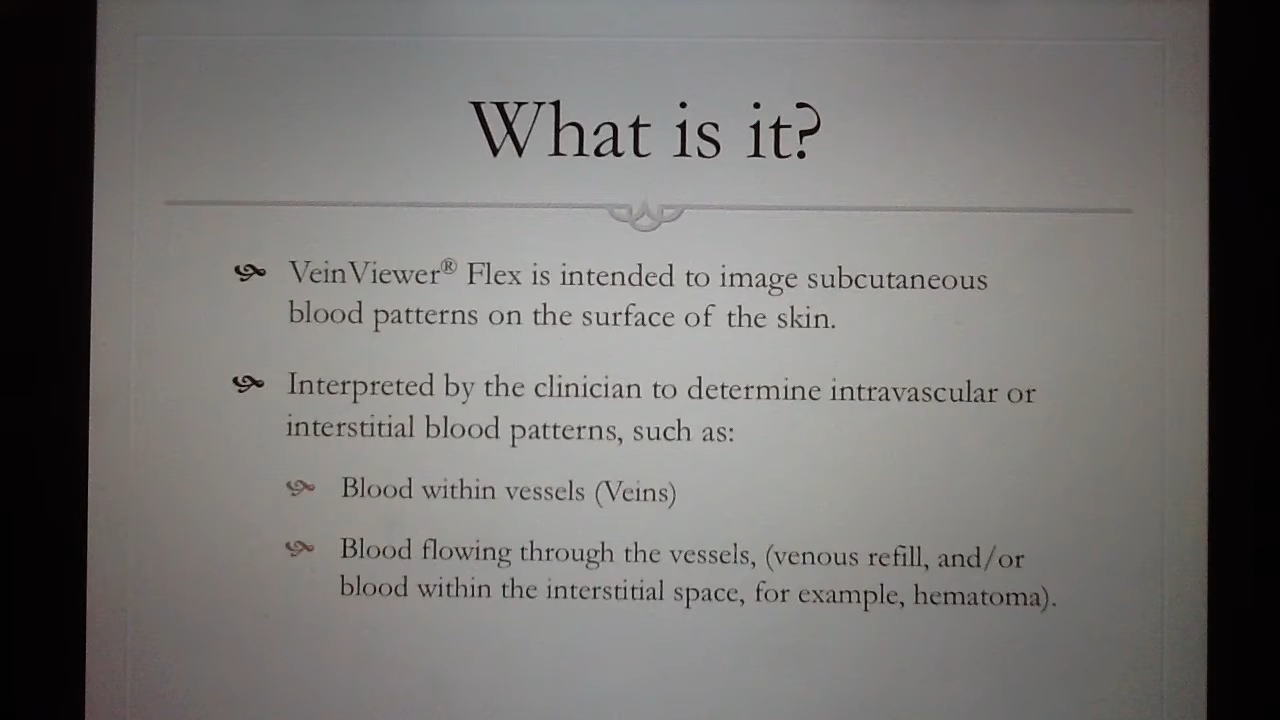 What is it?
VeinViewer® Flex is intended to image subcutaneous
blood patterns on the surface of the skin.
Interpreted by the clinician to determine intravascular or
interstitial blood patterns, such as:
Blood within vessels (Veins)
Blood flowing through the vessels, (venous refill, and/or
blood within the interstitial space, for example, hematoma).